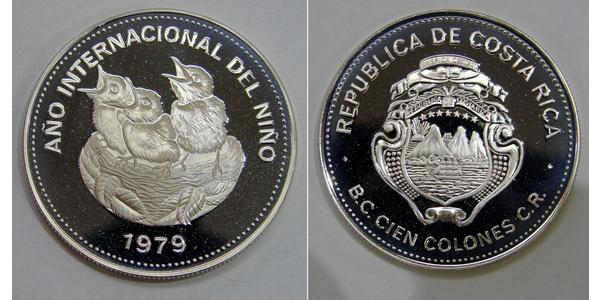 AÑO INTERNACIONAL DEL NIÑO
1979
REPUBLICA DE COSTA RICA
B.C. CIEN COLONES C.R.